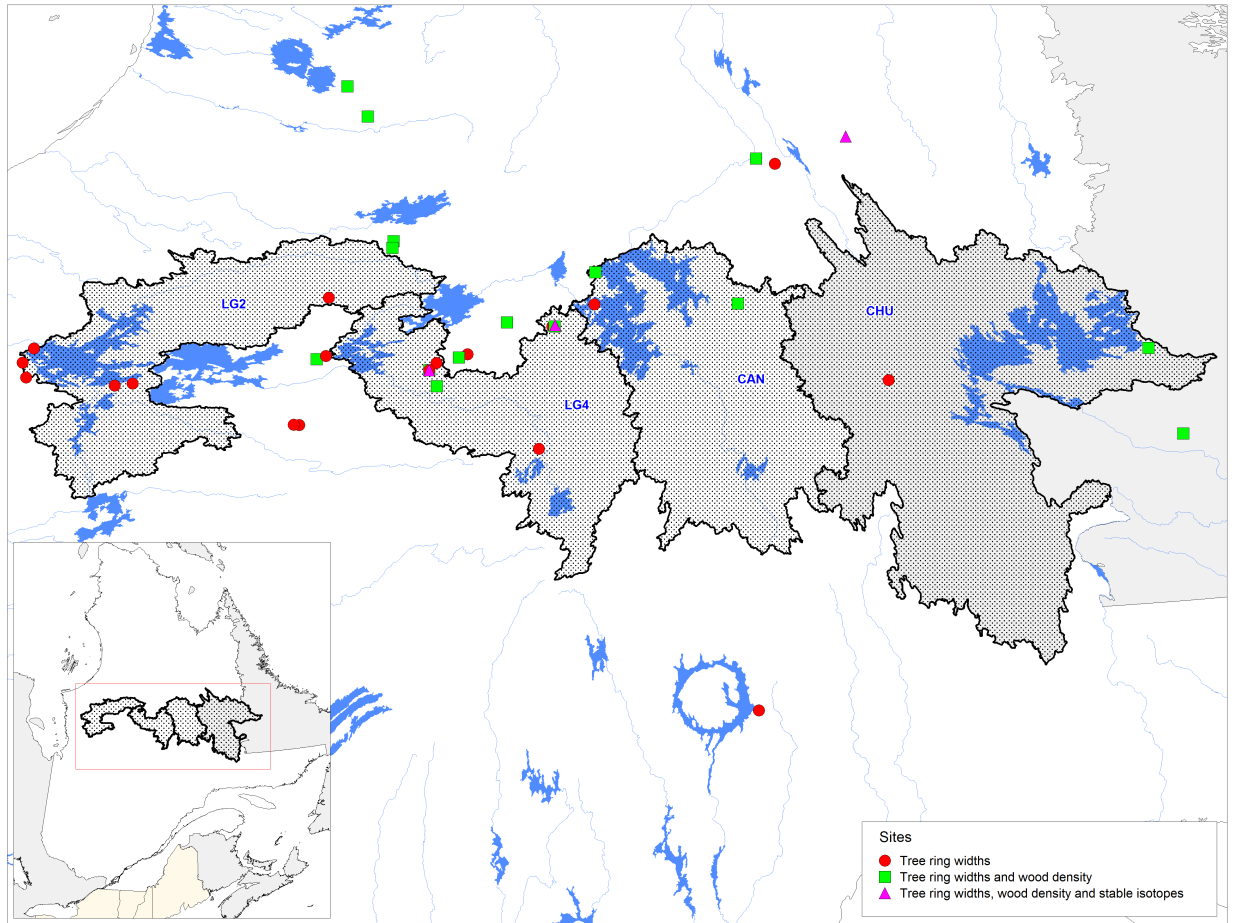 LG2
CHU
CAN
LG4
Sites
Tree ring widths
Tree ring widths and wood density
Tree ring widths, wood density and stable isotopes